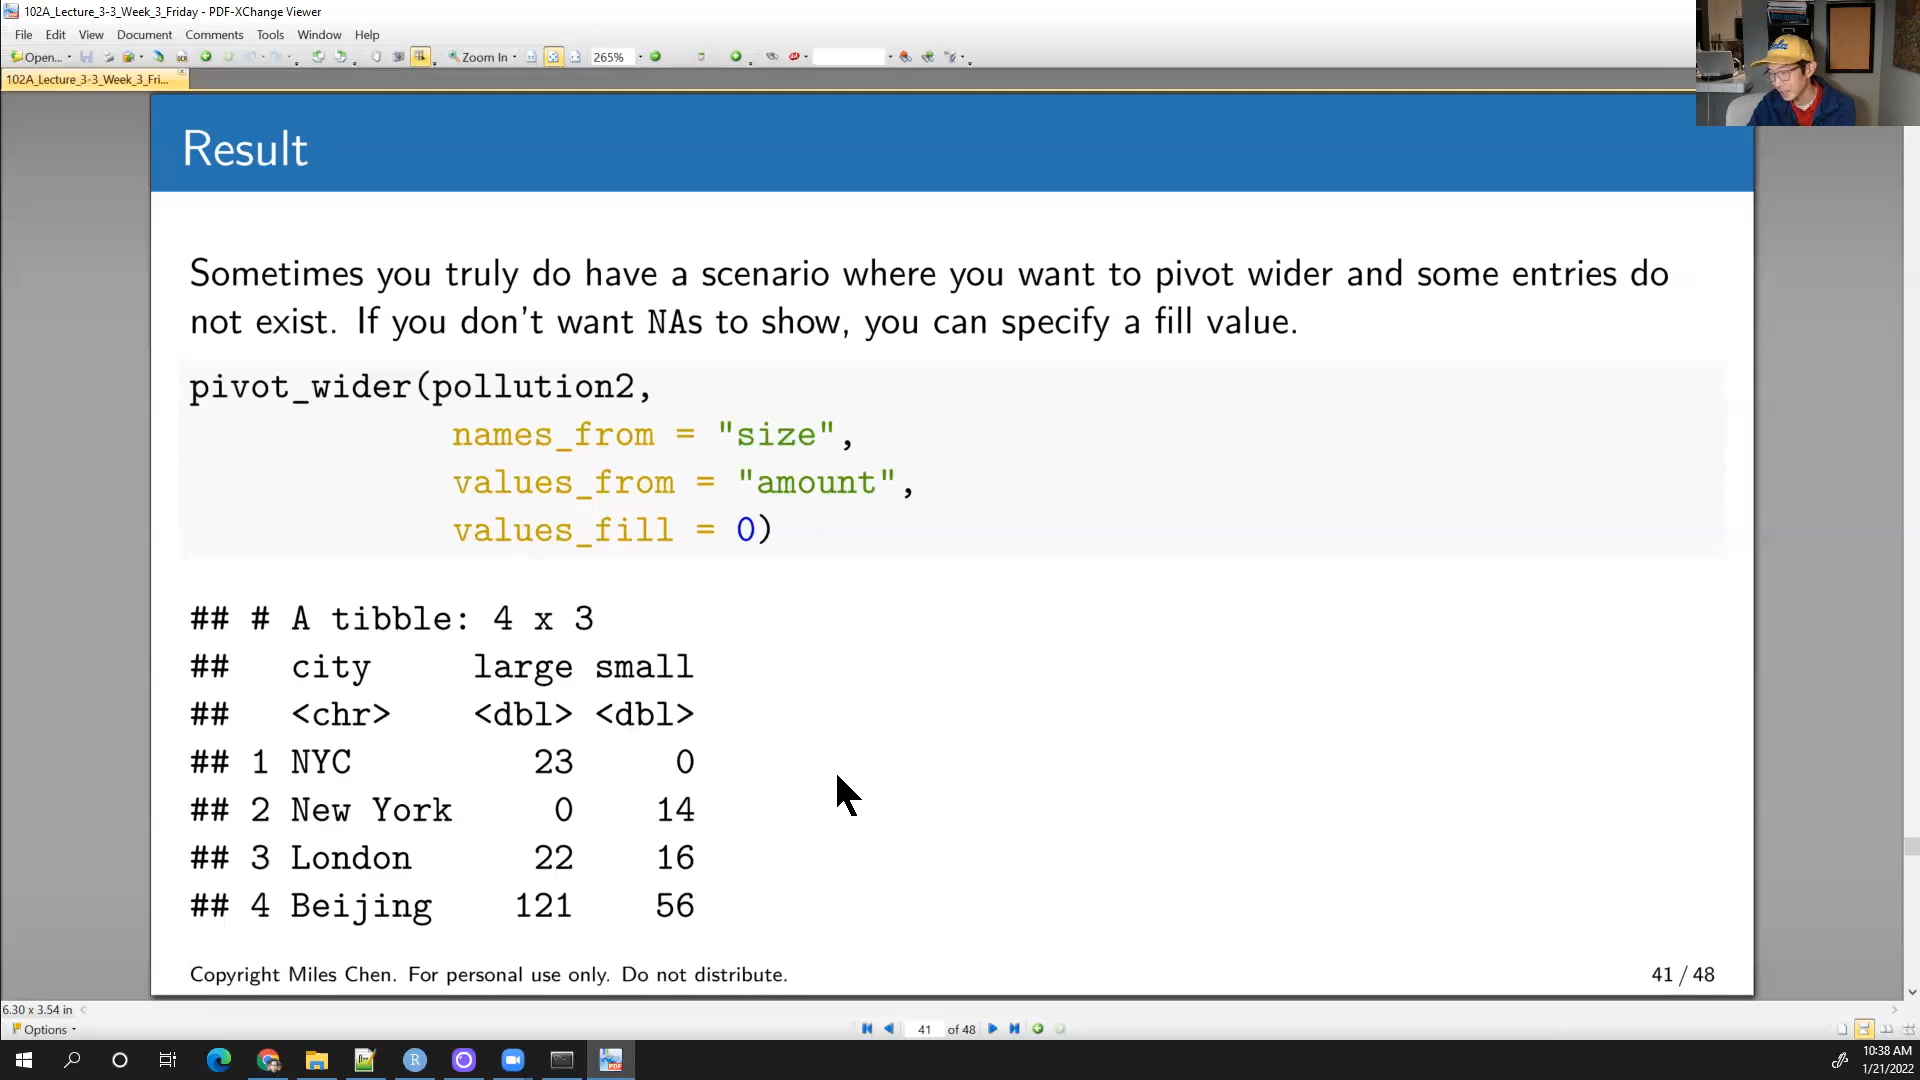 102A_Lecture_3-3_Week_3_Friday - PDF-XChange Viewer
File Edit View Document Comments Tools Window Help
Open... Zoom In 265%
102A_Lecture_3-3_Week_3_Fri...
Result
Sometimes you truly do have a scenario where you want to pivot wider and some entries do
not exist. If you don't want NAs to show, you can specify a fill value.
pivot_wider(pollution2,
names_from = "size",
values_from = "amount",
values_fill = 0)
## # A tibble: 4 x 3
## city large small
## <chr> <dbl> <dbl>
## 1 NYC 23 0
## 2 New York 0 14
## 3 London 22 16
## 4 Beijing 121 56
Copyright Miles Chen. For personal use only. Do not distribute. 41 / 48
6.30 x 3.54 in
Options 41 of 48
10:38 AM
1/21/2022